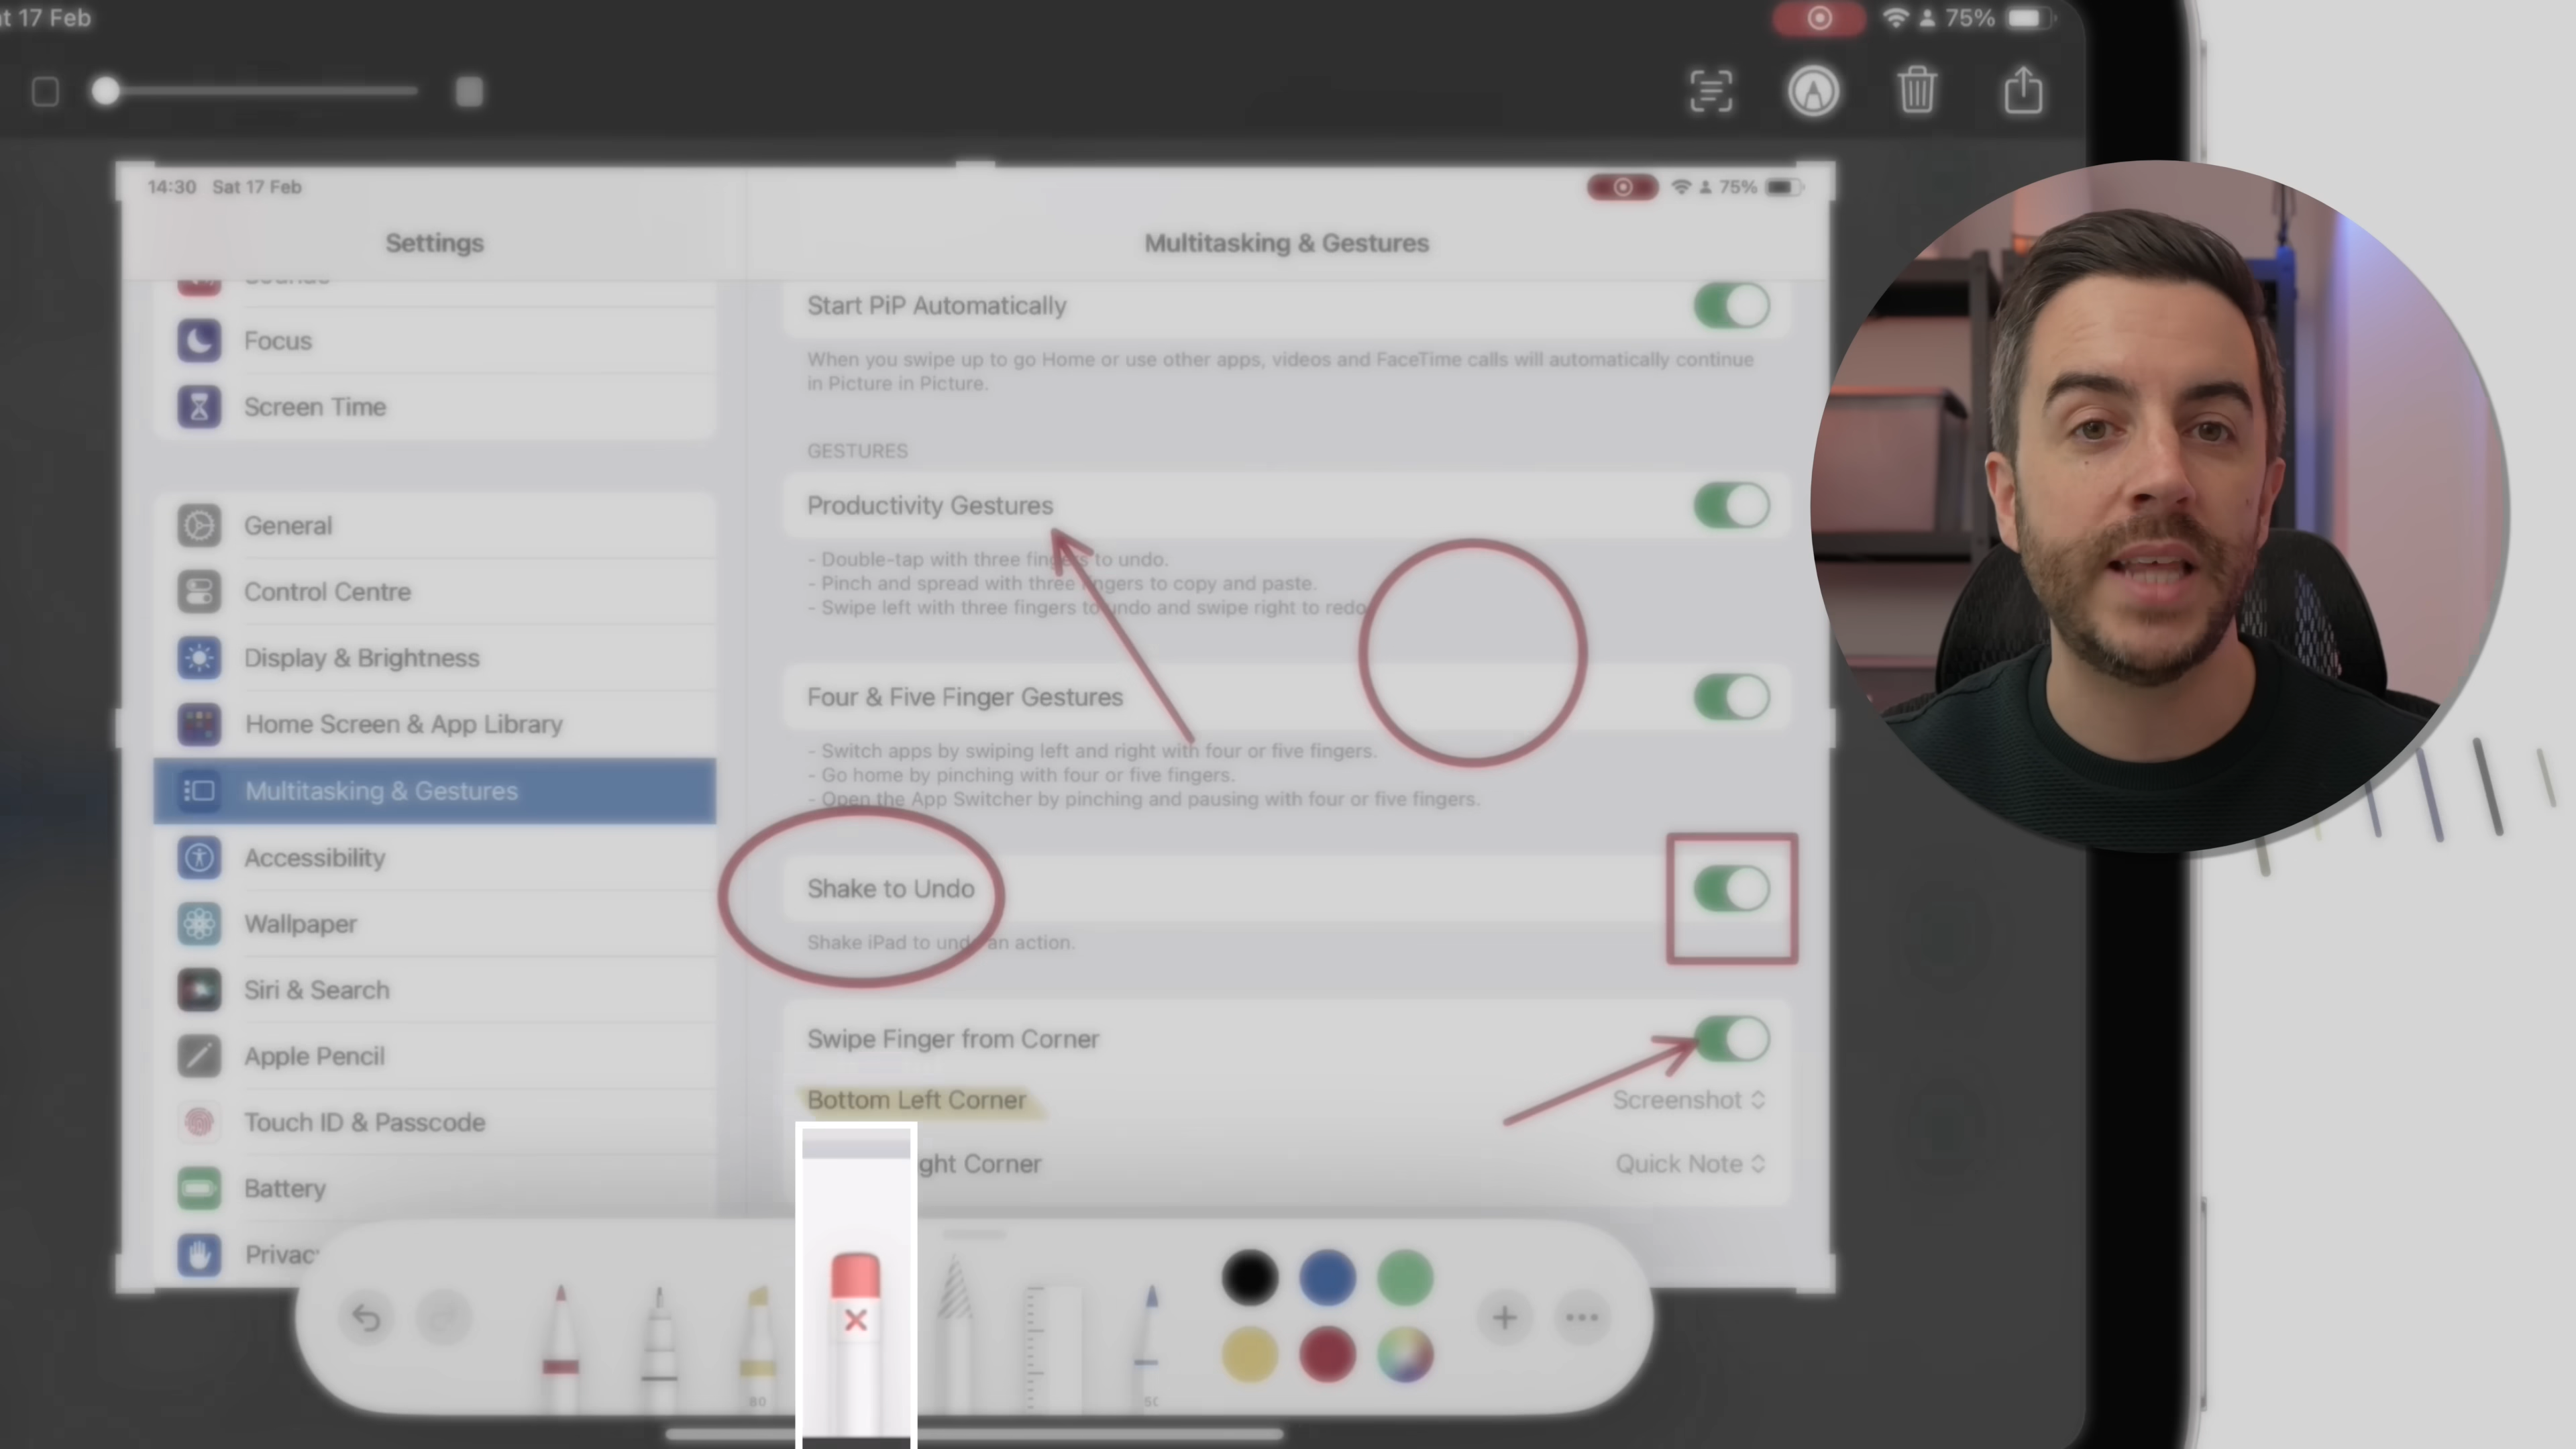 at 17 Feb
75%
14:30 Sat 17 Feb
75%
Settings
Multitasking & Gestures
Sounds
Focus
Screen Time
General
Control Centre
Display & Brightness
Home Screen & App Library
Multitasking & Gestures
Accessibility
Wallpaper
Siri & Search
Apple Pencil
Touch ID & Passcode
Battery
Privac
Start PiP Automatically
When you swipe up to go Home or use other apps, videos and FaceTime calls will automatically continue
in Picture in Picture.
GESTURES
Productivity Gestures
- Double-tap with three fingers to undo.
- Pinch and spread with three fingers to copy and paste.
- Swipe left with three fingers to undo and swipe right to redo
Four & Five Finger Gestures
- Switch apps by swiping left and right with four or five fingers.
- Go home by pinching with four or five fingers.
- Open the App Switcher by pinching and pausing with four or five fingers.
Shake to Undo
Shake iPad to undo an action.
Swipe Finger from Corner
Bottom Left Corner
Screenshot
ght Corner
Quick Note
80
50